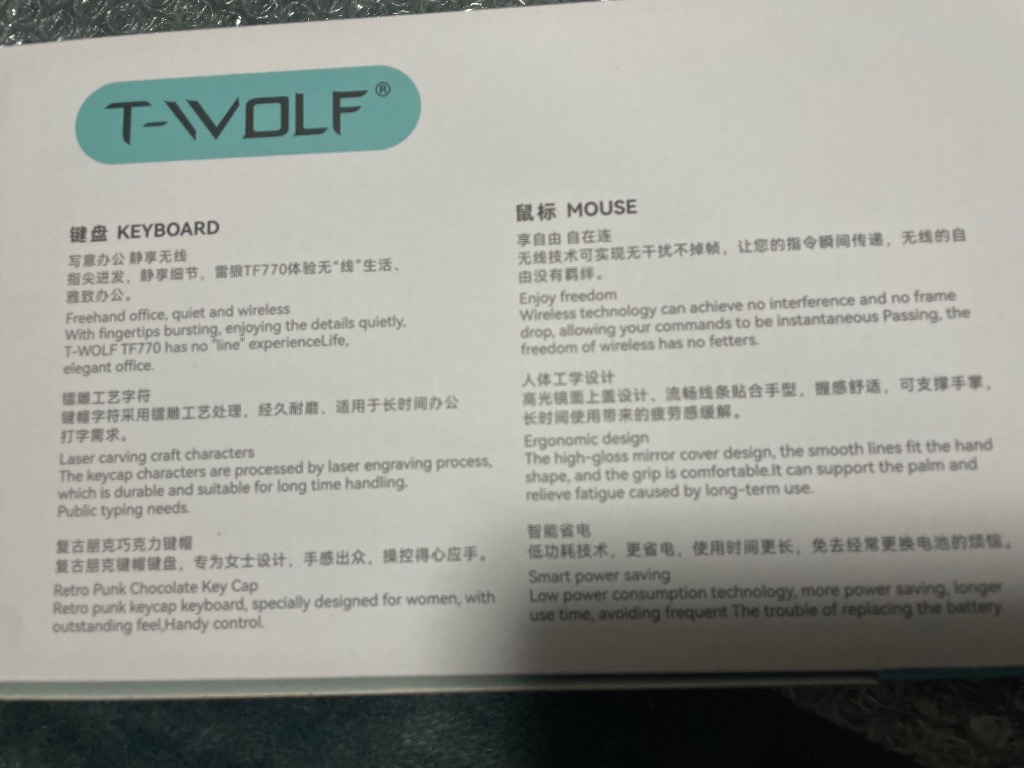 T-WOLF®
键盘 KEYBOARD
写意办公 静享无线
指尖迸发，静享细节，雷狼TF770体验无"线"生活、
雅致办公。
Freehand office, quiet and wireless
With fingertips bursting, enjoying the details quietly,
T-WOLF TF770 has no "line" experienceLife,
elegant office.
镭雕工艺字符
键帽字符采用镭雕工艺处理，经久耐磨、适用于长时间办公
打字需求。
Laser carving craft characters
The keycap characters are processed by laser engraving process,
which is durable and suitable for long time handling.
Public typing needs.
复古朋克巧克力键帽
复古朋克键帽键盘，专为女士设计，手感出众，操控得心应手。
Retro Punk Chocolate Key Cap
Retro punk keycap keyboard, specially designed for women, with
outstanding feel,Handy control.
鼠标 MOUSE
享自由 自在连
无线技术可实现无干扰不掉帧，让您的指令瞬间传递，无线的自
由没有羁绊。
Enjoy freedom
Wireless technology can achieve no interference and no frame
drop, allowing your commands to be instantaneous Passing, the
freedom of wireless has no fetters.
人体工学设计
高光镜面上盖设计、流畅线条贴合手型，握感舒适，可支撑手掌，
长时间使用带来的疲劳感缓解。
Ergonomic design
The high-gloss mirror cover design, the smooth lines fit the hand
shape, and the grip is comfortable.It can support the palm and
relieve fatigue caused by long-term use.
智能省电
低功耗技术，更省电，使用时间更长，免去经常更换电池的烦恼。
Smart power saving
Low power consumption technology, more power saving, longer
use time, avoiding frequent The trouble of replacing the battery.